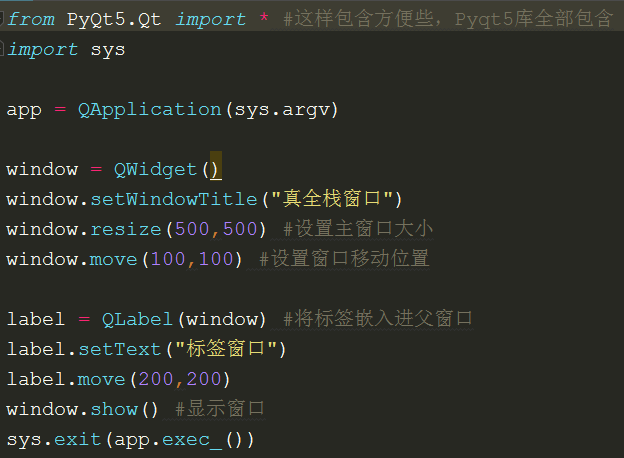 from PyQt5.Qt import * #这样包含方便些，Pyqt5库全部包含
import sys
app = QApplication(sys.argv)
window = QWidget()
window.setWindowTitle("真全栈窗口")
window.resize(500,500) #设置主窗口大小
window.move(100,100) #设置窗口移动位置
label = QLabel(window) #将标签嵌入进父窗口
label.setText("标签窗口")
label.move(200,200)
window.show() #显示窗口
sys.exit(app.exec_())